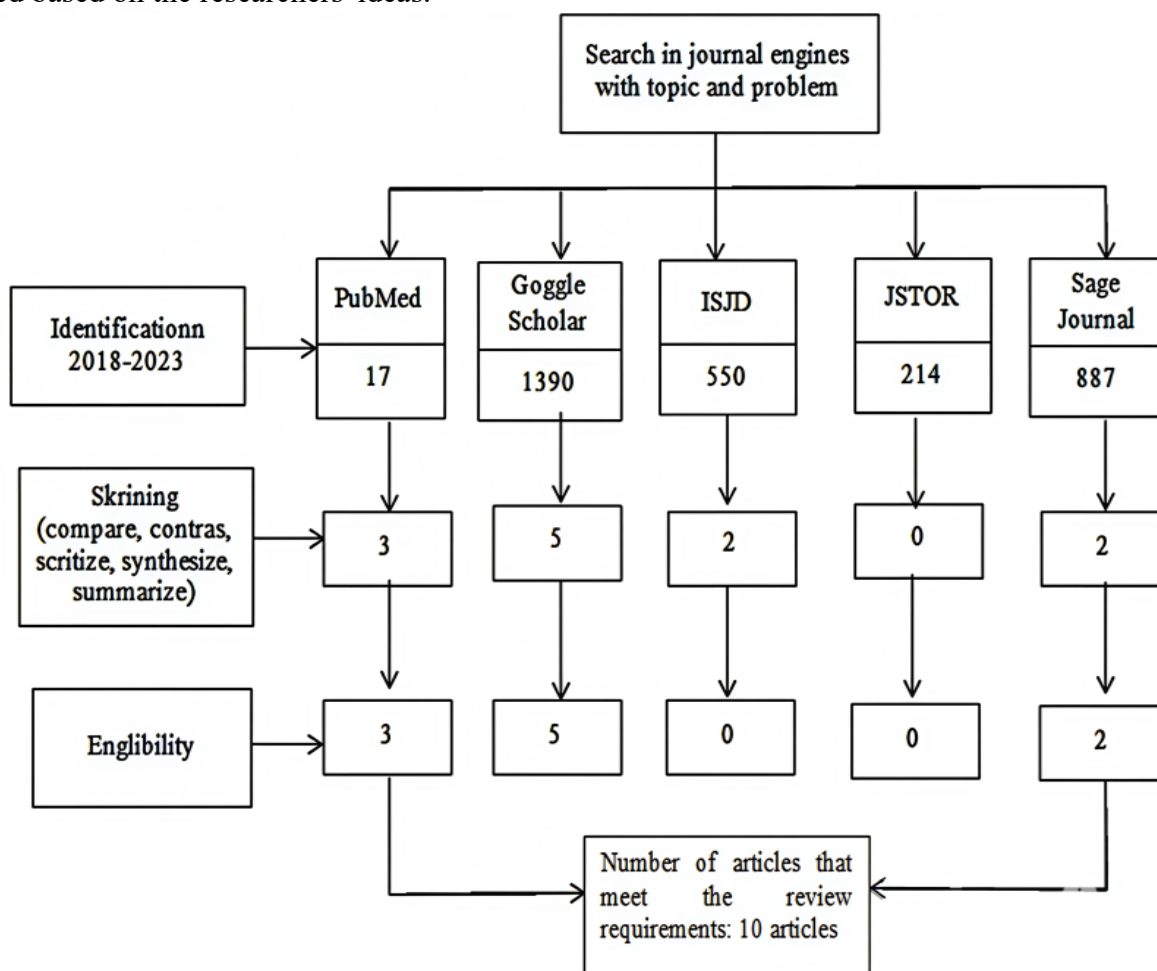 ed based on the researchers' ideas.
Search in journal engines
with topic and problem
Identificationn
2018-2023
PubMed
17
Goggle
Scholar
1390
ISJD
550
JSTOR
214
Sage
Journal
887
Skrining
(compare, contras,
scritize, synthesize,
summarize)
3
5
2
0
2
Englibility
3
5
0
0
2
Number of articles that
meet the review
requirements: 10 articles